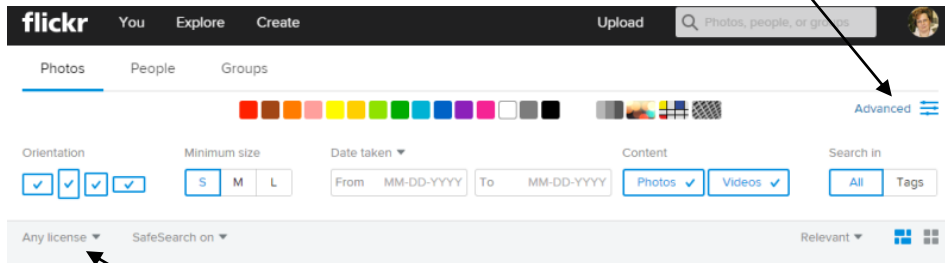 flickr You Explore Create Upload Photos, people, or groups
Photos People Groups
Advanced
Orientation Minimum size Date taken Content Search in
S M L From MM-DD-YYYY To MM-DD-YYYY Photos Videos All Tags
Any license SafeSearch on Relevant